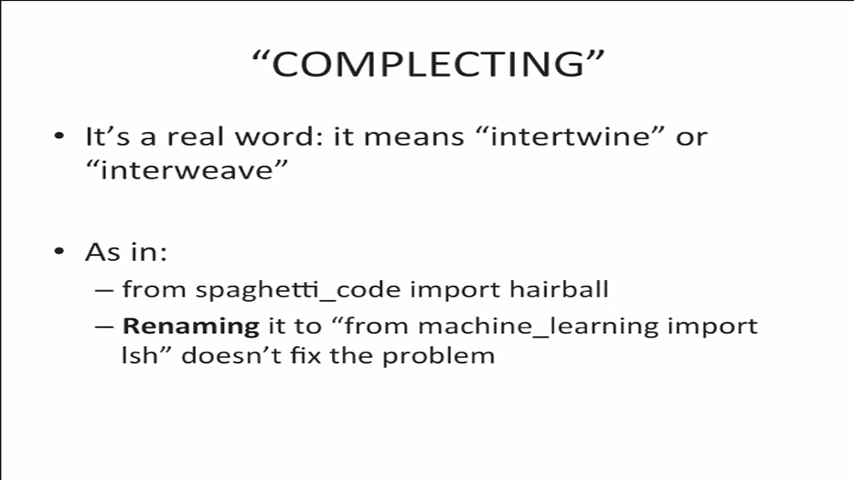 “COMPLECTING”
• It’s a real word: it means “intertwine” or
“interweave”
• As in:
– from spaghetti_code import hairball
– Renaming it to “from machine_learning import
lsh” doesn’t fix the problem